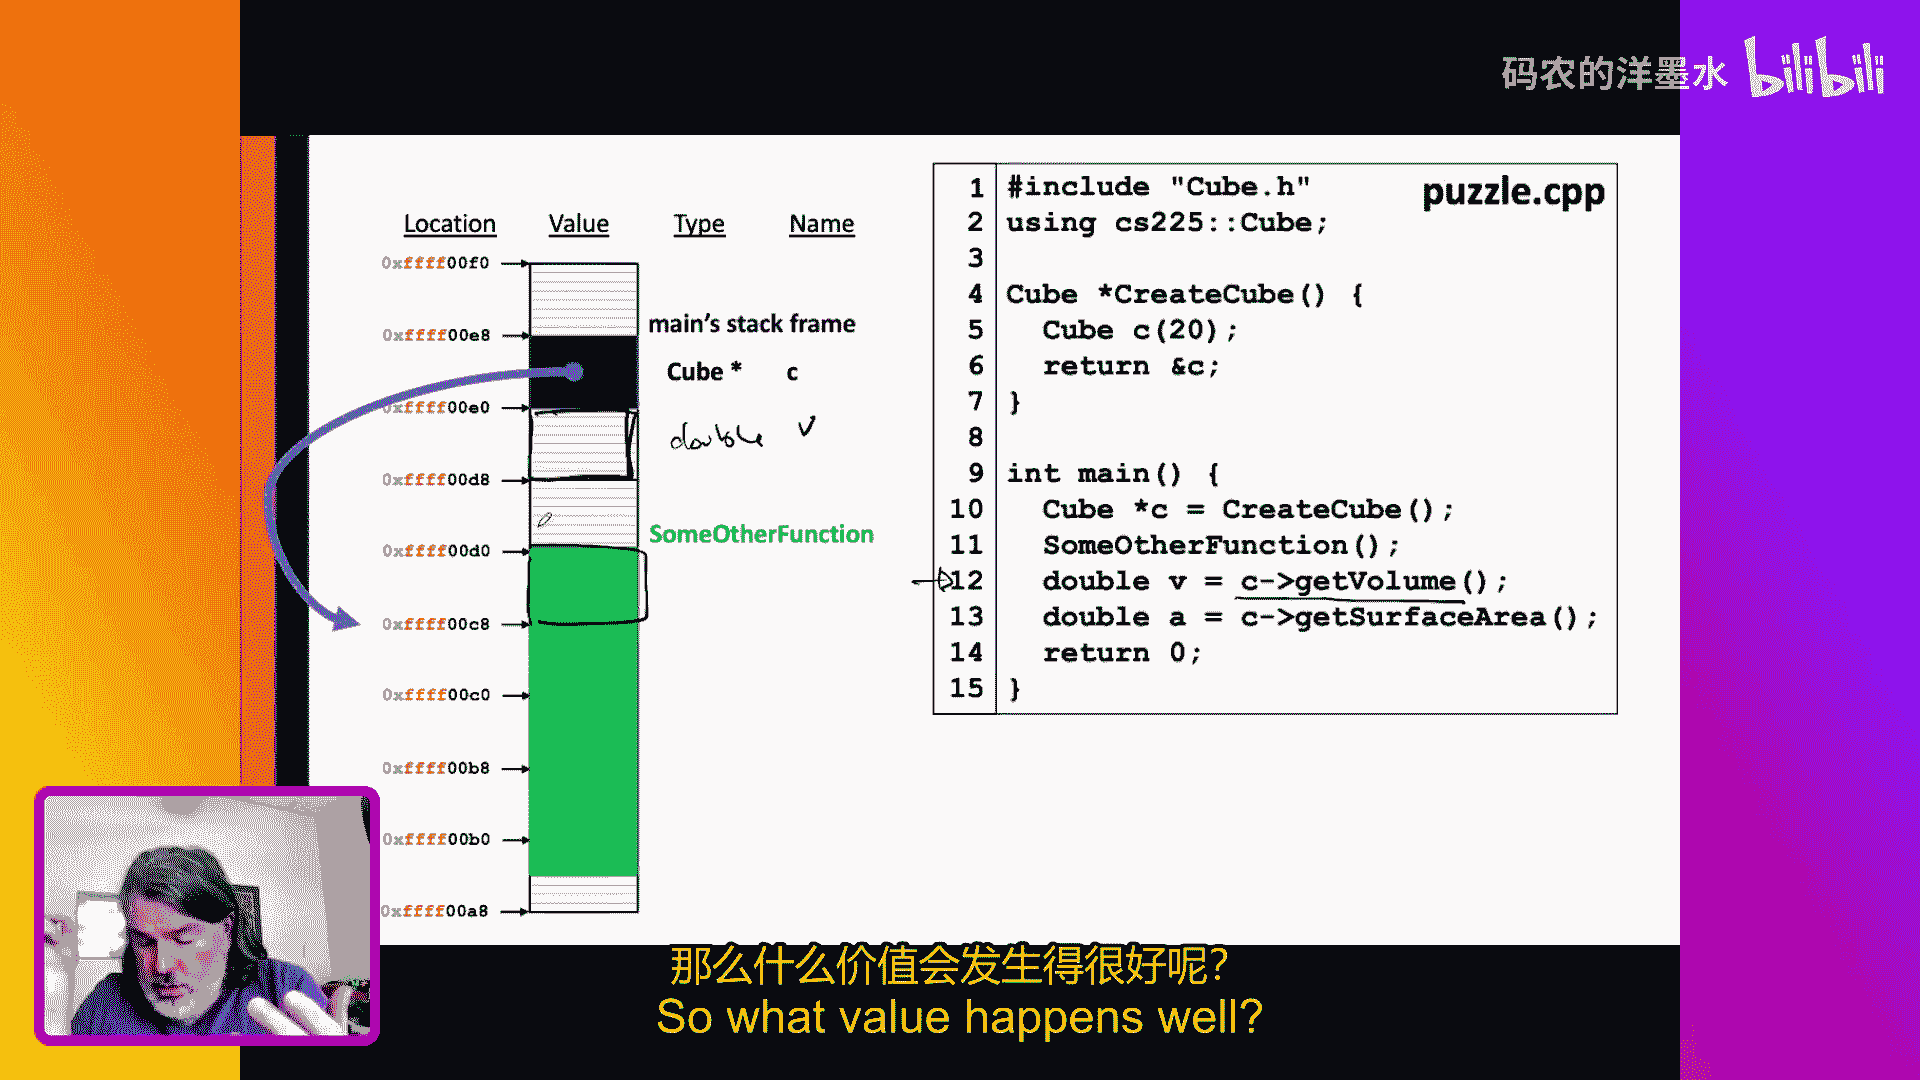 码农的洋墨水 bilibili
Location Value Type Name
0xffff00f0
main's stack frame
0xffff00e8
Cube * c
0xffff00e0
double v
0xffff00d8
SomeOtherFunction
0xffff00d0
0xffff00c8
0xffff00c0
0xffff00b8
0xffff00b0
0xffff00a8
puzzle.cpp
1 #include "Cube.h"
2 using cs225::Cube;
3
4 Cube *CreateCube() {
5 Cube c(20);
6 return &c;
7 }
8
9 int main() {
10 Cube *c = CreateCube();
11 SomeOtherFunction();
12 double v = c->getVolume();
13 double a = c->getSurfaceArea();
14 return 0;
15 }
那么什么价值会发生得很好呢?
So what value happens well?